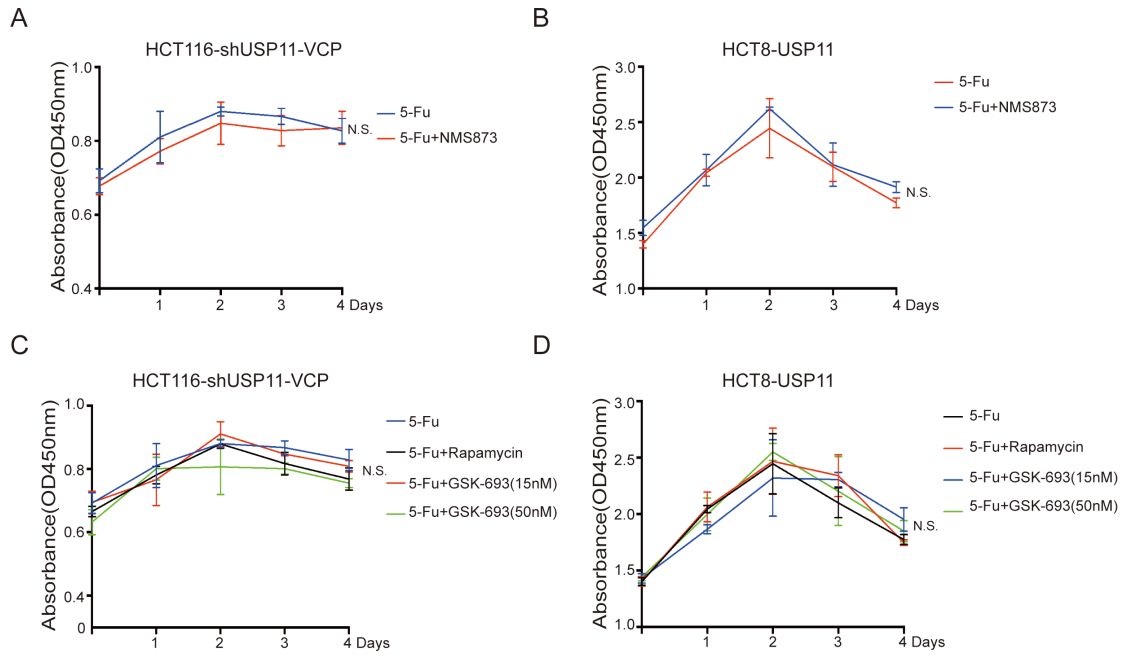 A
HCT116-shUSP11-VCP
Absorbance(OD450nm)
1.0
0.8
0.6
0.4
1
2
3
4 Days
5-Fu
5-Fu+NMS873
N.S.
B
HCT8-USP11
Absorbance(OD450nm)
3.0
2.5
2.0
1.5
1.0
1
2
3
4 Days
5-Fu
5-Fu+NMS873
N.S.
C
HCT116-shUSP11-VCP
Absorbance(OD450nm)
1.0
0.8
0.6
0.4
0.2
0
1
2
3
4
Days
5-Fu
5-Fu+Rapamycin
N.S.
5-Fu+GSK-693(15nM)
5-Fu+GSK-693(50nM)
D
HCT8-USP11
Absorbance(OD450nm)
3.0
2.5
2.0
1.5
1.0
1
2
3
4 Days
5-Fu
5-Fu+Rapamycin
5-Fu+GSK-693(15nM)
5-Fu+GSK-693(50nM)
N.S.